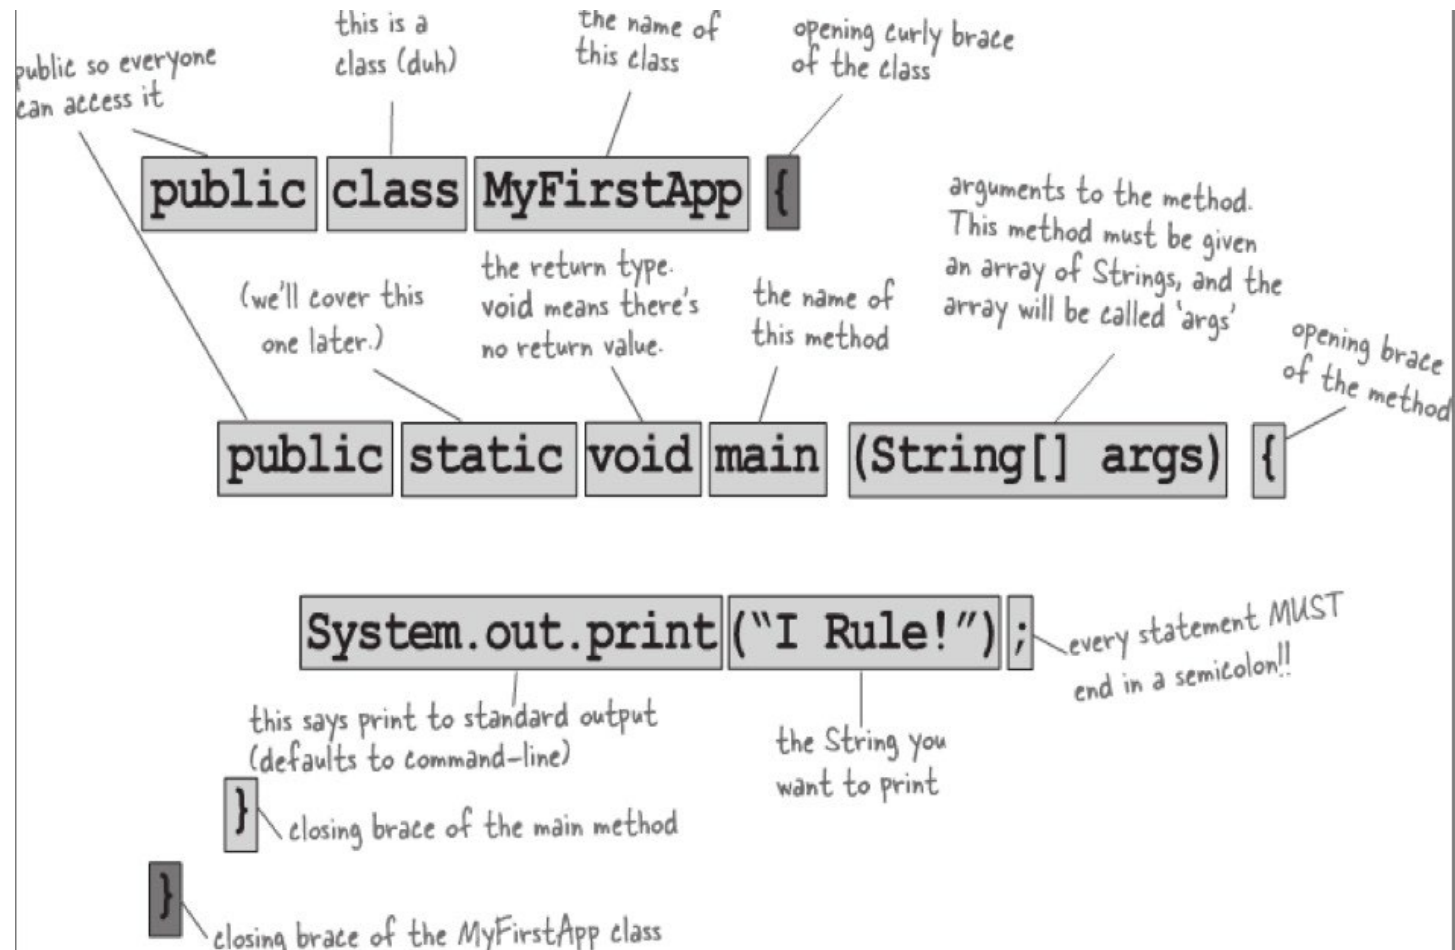 public so everyone
can access it
this is a
class (duh)
the name of
this class
opening curly brace
of the class
public class MyFirstApp {
(we'll cover this
one later.)
the return type.
void means there's
no return value.
the name of
this method
arguments to the method.
This method must be given
an array of Strings, and the
array will be called 'args'
opening brace
of the method
public static void main (String[] args) {
System.out.print("I Rule!");
every statement MUST
end in a semicolon!!
this says print to standard output
(defaults to command-line)
the String you
want to print
}
closing brace of the main method
}
closing brace of the MyFirstApp class